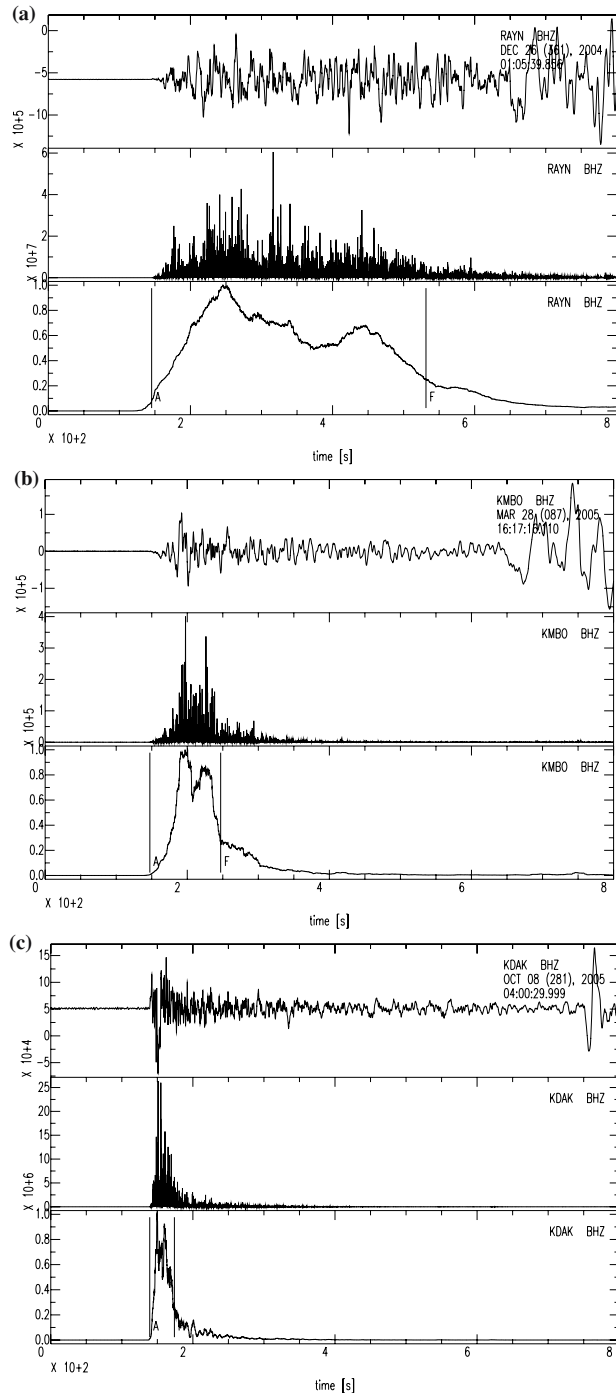 (a)
0
−5
−10
X 10+5
RAYN BHZ
DEC 26 (361), 2004
01:05:39.856
6
4
2
0
X 10+7
RAYN BHZ
1.0
0.8
0.6
0.4
0.2
0.0
RAYN BHZ
A
F
0
2
4
6
8
X 10+2
time [s]
(b)
1
0
−1
X 10+5
KMBO BHZ
MAR 28 (087), 2005
4
3
2
1
0
X 10+5
KMBO BHZ
1.0
0.8
0.6
0.4
0.2
0.0
KMBO BHZ
A
F
0
2
4
6
8
X 10+2
time [s]
(c)
15
10
5
0
−5
X 10+4
KDAK BHZ
OCT 08 (281), 2005
04:00:29.999
25
20
15
10
5
0
X 10+6
KDAK BHZ
1.0
0.8
0.6
0.4
0.2
0.0
KDAK BHZ
A
0
2
4
6
8
X 10+2
time [s]